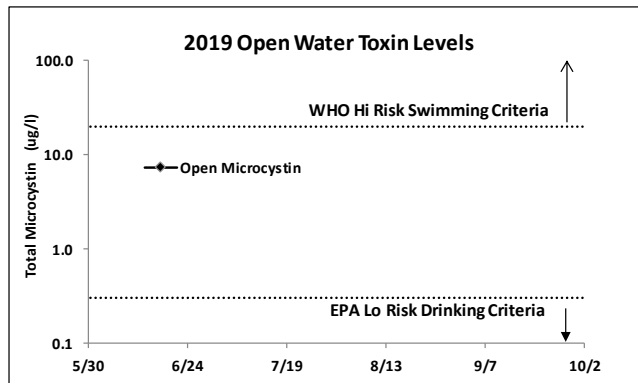 2019 Open Water Toxin Levels
100.0
WHO Hi Risk Swimming Criteria
10.0
Open Microcystin
Total Microcystin (ug/l)
1.0
EPA Lo Risk Drinking Criteria
0.1
5/30 6/24 7/19 8/13 9/7 10/2